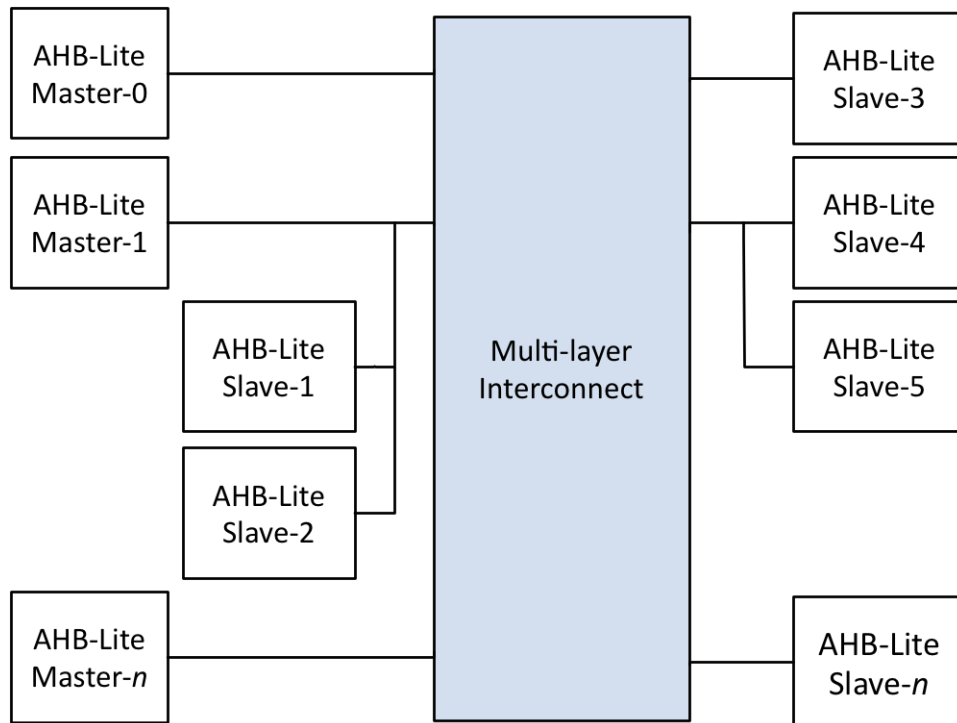 AHB-Lite
Master-0
AHB-Lite
Master-1
AHB-Lite
Slave-1
AHB-Lite
Slave-2
AHB-Lite
Master-n
Multi-layer
Interconnect
AHB-Lite
Slave-3
AHB-Lite
Slave-4
AHB-Lite
Slave-5
AHB-Lite
Slave-n